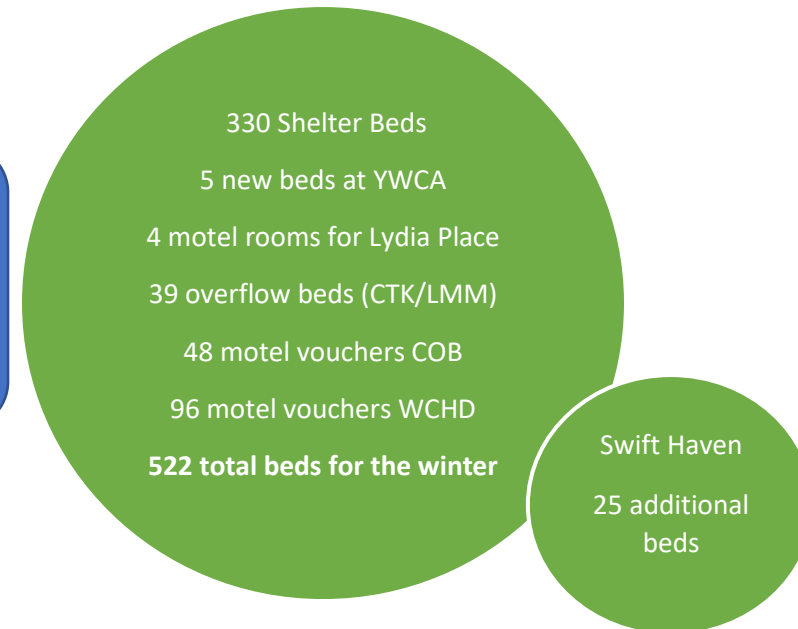 330 Shelter Beds
5 new beds at YWCA
4 motel rooms for Lydia Place
39 overflow beds (CTK/LMM)
48 motel vouchers COB
96 motel vouchers WCHD
522 total beds for the winter
Swift Haven
25 additional
beds